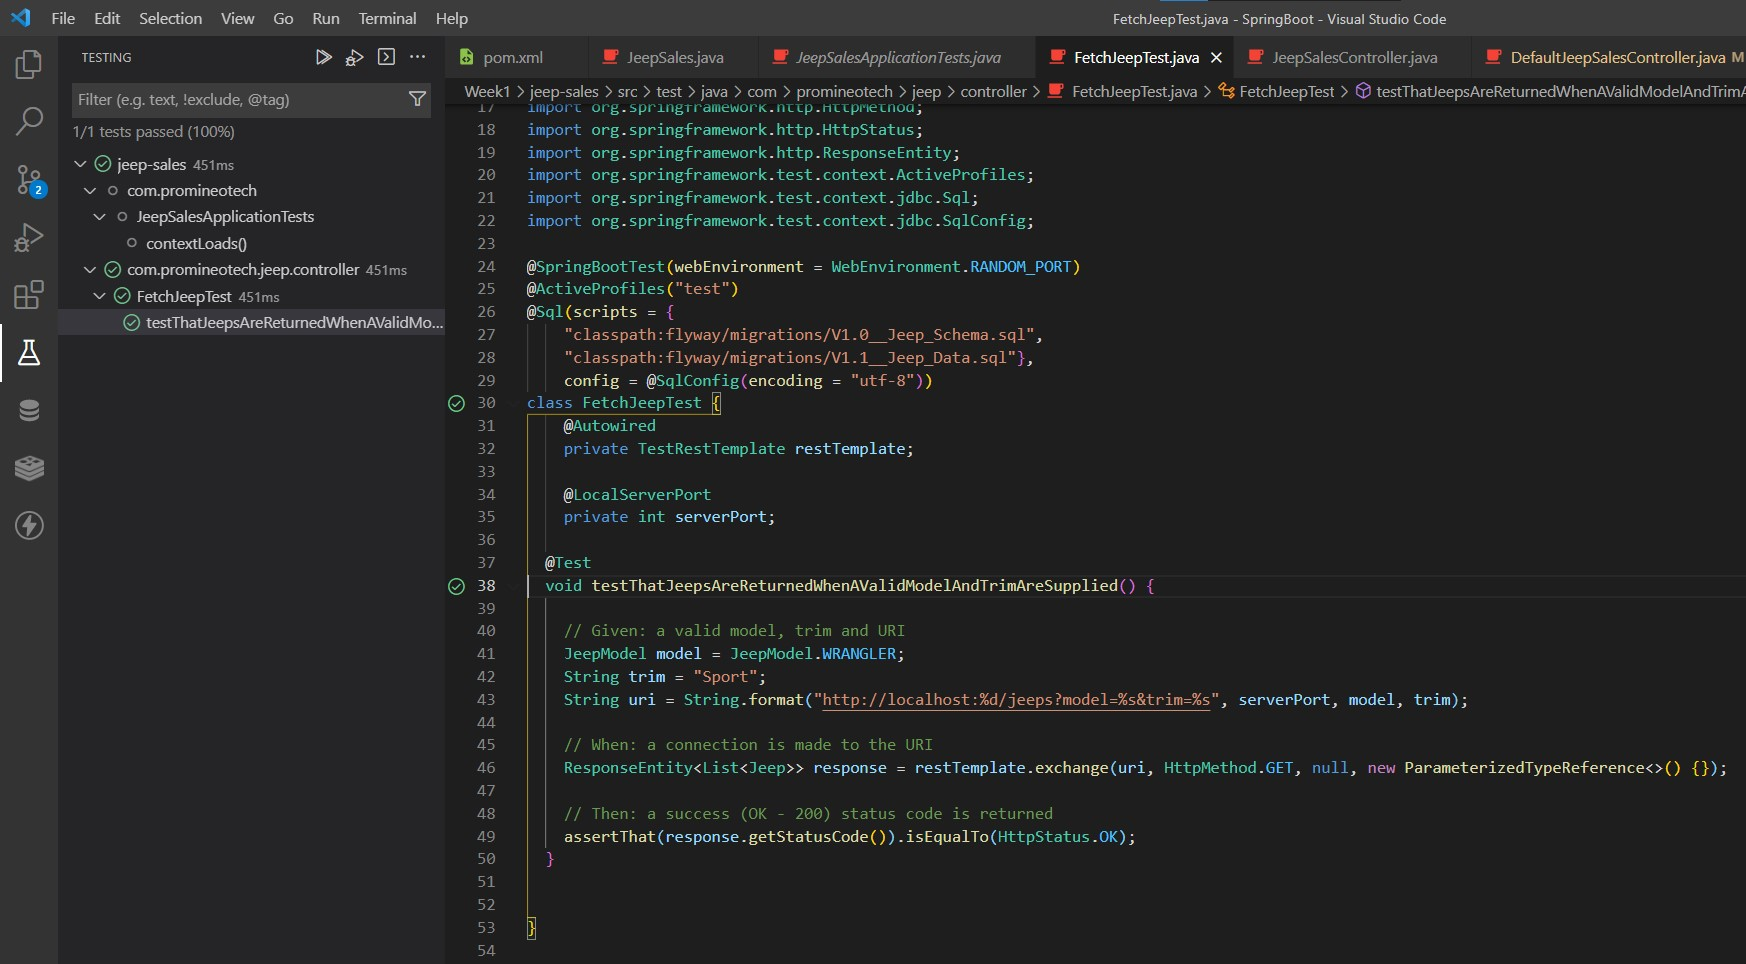 File Edit Selection View Go Run Terminal Help
FetchJeepTest.java - SpringBoot - Visual Studio Code
TESTING
Filter (e.g. text, !exclude, @tag)
1/1 tests passed (100%)
jeep-sales 451ms
com.promineotech
JeepSalesApplicationTests
contextLoads()
com.promineotech.jeep.controller 451ms
FetchJeepTest 451ms
testThatJeepsAreReturnedWhenAValidMo...
2
pom.xml JeepSales.java JeepSalesApplicationTests.java FetchJeepTest.java JeepSalesController.java DefaultJeepSalesController.java M
Week1 > jeep-sales > src > test > java > com > promineotech > jeep > controller > FetchJeepTest.java > FetchJeepTest > testThatJeepsAreReturnedWhenAValidModelAndTrimA
17 import org.springframework.http.HttpMethod;
18 import org.springframework.http.HttpStatus;
19 import org.springframework.http.ResponseEntity;
20 import org.springframework.test.context.ActiveProfiles;
21 import org.springframework.test.context.jdbc.Sql;
22 import org.springframework.test.context.jdbc.SqlConfig;
23
24 @SpringBootTest(webEnvironment = WebEnvironment.RANDOM_PORT)
25 @ActiveProfiles("test")
26 @Sql(scripts = {
27 "classpath:flyway/migrations/V1.0__Jeep_Schema.sql",
28 "classpath:flyway/migrations/V1.1__Jeep_Data.sql"},
29 config = @SqlConfig(encoding = "utf-8"))
30 class FetchJeepTest {
31 @Autowired
32 private TestRestTemplate restTemplate;
33
34 @LocalServerPort
35 private int serverPort;
36
37 @Test
38 void testThatJeepsAreReturnedWhenAValidModelAndTrimAreSupplied() {
39
40 // Given: a valid model, trim and URI
41 JeepModel model = JeepModel.WRANGLER;
42 String trim = "Sport";
43 String uri = String.format("http://localhost:%d/jeeps?model=%s&trim=%s", serverPort, model, trim);
44
45 // When: a connection is made to the URI
46 ResponseEntity<List<Jeep>> response = restTemplate.exchange(uri, HttpMethod.GET, null, new ParameterizedTypeReference<>() {});
47
48 // Then: a success (OK - 200) status code is returned
49 assertThat(response.getStatusCode()).isEqualTo(HttpStatus.OK);
50 }
51
52
53 }
54